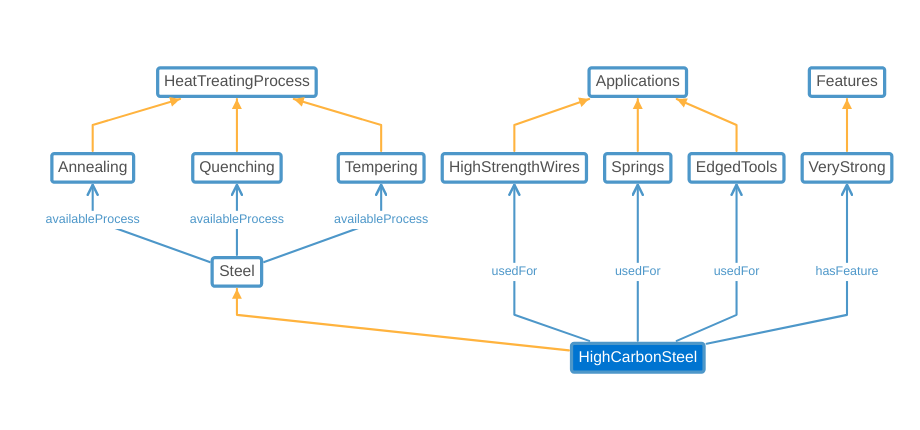 HeatTreatingProcess
Applications
Features
Annealing
Quenching
Tempering
HighStrengthWires
Springs
EdgedTools
VeryStrong
availableProcess
availableProcess
availableProcess
Steel
usedFor
usedFor
usedFor
hasFeature
HighCarbonSteel